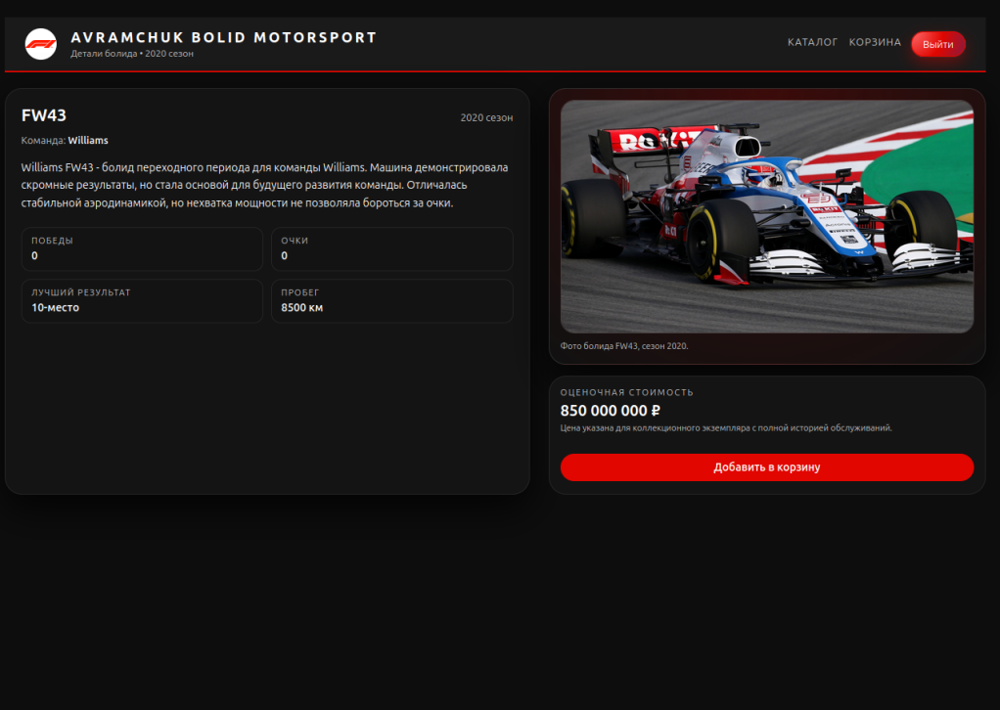 AVRAMCHUK BOLID MOTORSPORT
Детали болида • 2020 сезон
КАТАЛОГ КОРЗИНА Выйти
FW43
2020 сезон
Команда: Williams
Williams FW43 - болид переходного периода для команды Williams. Машина демонстрировала
скромные результаты, но стала основой для будущего развития команды. Отличалась
стабильной аэродинамикой, но нехватка мощности не позволяла бороться за очки.
ПОБЕДЫ
0
ОЧКИ
0
ЛУЧШИЙ РЕЗУЛЬТАТ
10-место
ПРОБЕГ
8500 км
ROKiT
ROKiT
Фото болида FW43, сезон 2020.
ОЦЕНОЧНАЯ СТОИМОСТЬ
850 000 000 ₽
Цена указана для коллекционного экземпляра с полной историей обслуживаний.
Добавить в корзину